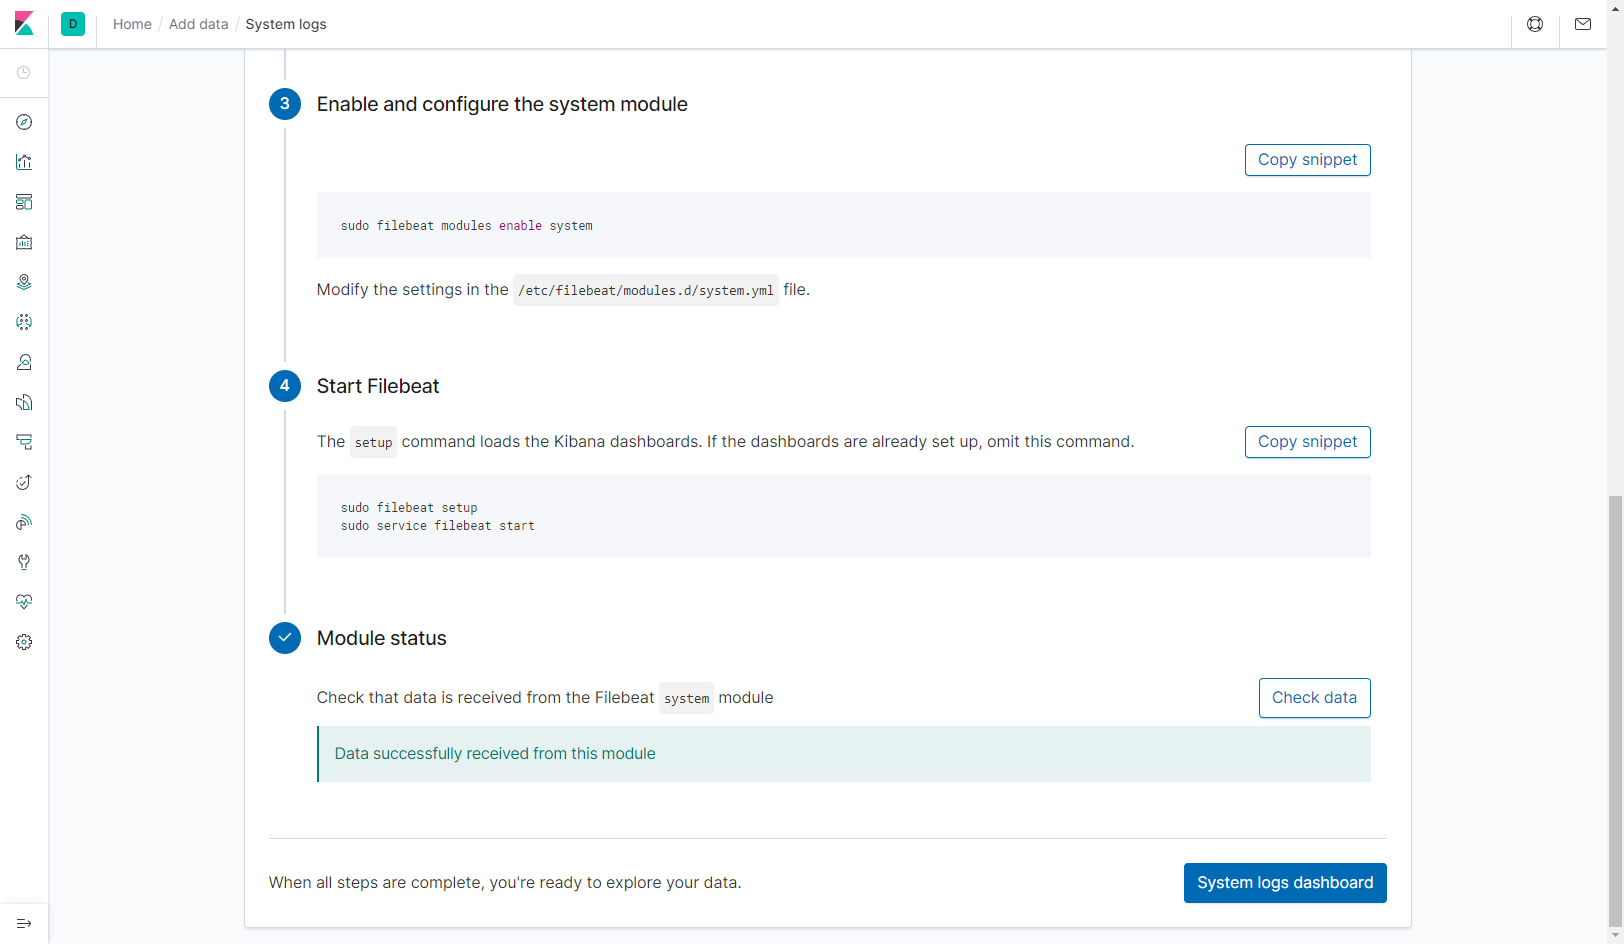 D Home / Add data / System logs
3 Enable and configure the system module
Copy snippet
sudo filebeat modules enable system
Modify the settings in the /etc/filebeat/modules.d/system.yml file.
4 Start Filebeat
The setup command loads the Kibana dashboards. If the dashboards are already set up, omit this command.
Copy snippet
sudo filebeat setup
sudo service filebeat start
Module status
Check that data is received from the Filebeat system module
Check data
Data successfully received from this module
When all steps are complete, you're ready to explore your data.
System logs dashboard